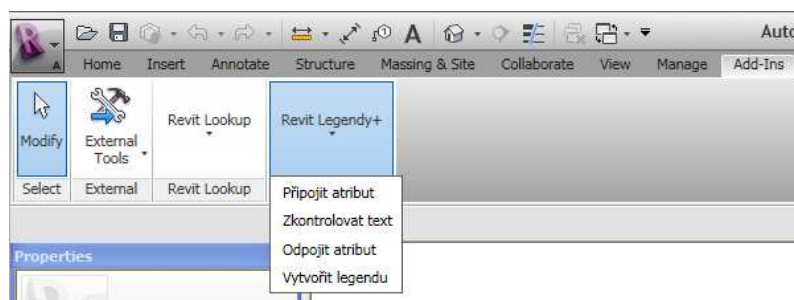 A
A
Auto
Home Insert Annotate Structure Massing & Site Collaborate View Manage Add-Ins
Modify
External
Tools
Revit Lookup
Revit Legendy+
Select External Revit Lookup
Připojit atribut
Zkontrolovat text
Odpojit atribut
Vytvořit legendu
Properties